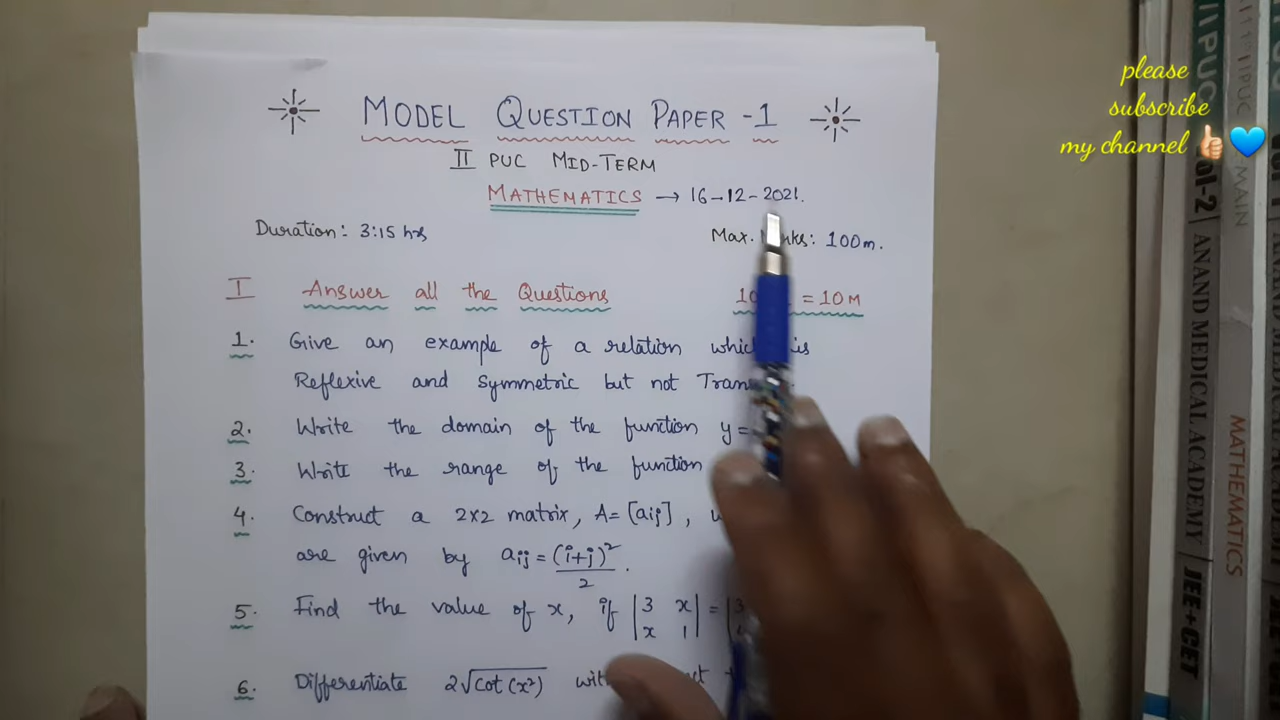 please
subscribe
my channel 👍🏻💙
MODEL QUESTION PAPER -1
II PUC MID-TERM
MATHEMATICS → 16-12-2021.
Duration: 3:15 hrs Max. 100m.
I Answer all the Questions = 10M
1. Give an example of a relation is
Reflexive and Symmetric but not
2. Write the domain of the function y=
3. Write the range of the function
4. Construct a 2x2 matrix, A= [aij] ,
are given by aij = (i+j)²/2 .
5. Find the value of x, if |3 x| =
|x 1|
6. Differentiate 2√cot(x²)
ANAND MEDICAL ACADEMY
JEE+CET
MATHEMATICS
MAIN